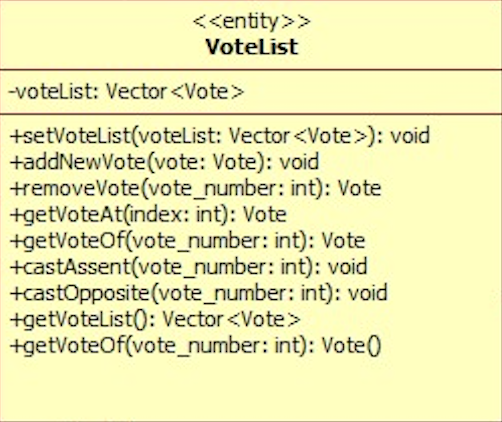 <<entity>>
VoteList
-voteList: Vector<Vote>
+setVoteList(voteList: Vector<Vote>): void
+addNewVote(vote: Vote): void
+removeVote(vote_number: int): Vote
+getVoteAt(index: int): Vote
+getVoteOf(vote_number: int): Vote
+castAssent(vote_number: int): void
+castOpposite(vote_number: int): void
+getVoteList(): Vector<Vote>
+getVoteOf(vote_number: int): Vote()